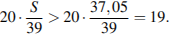 20 · S/39 > 20 · 37,05/39 = 19.